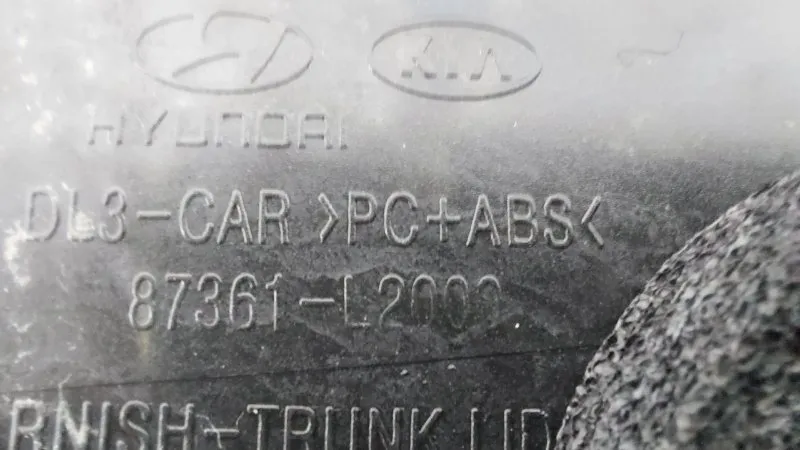 KIA
HYUNDAI
DL3-CAR >PC+ABS<
87361-L2000
RNISH-TRUNK LID